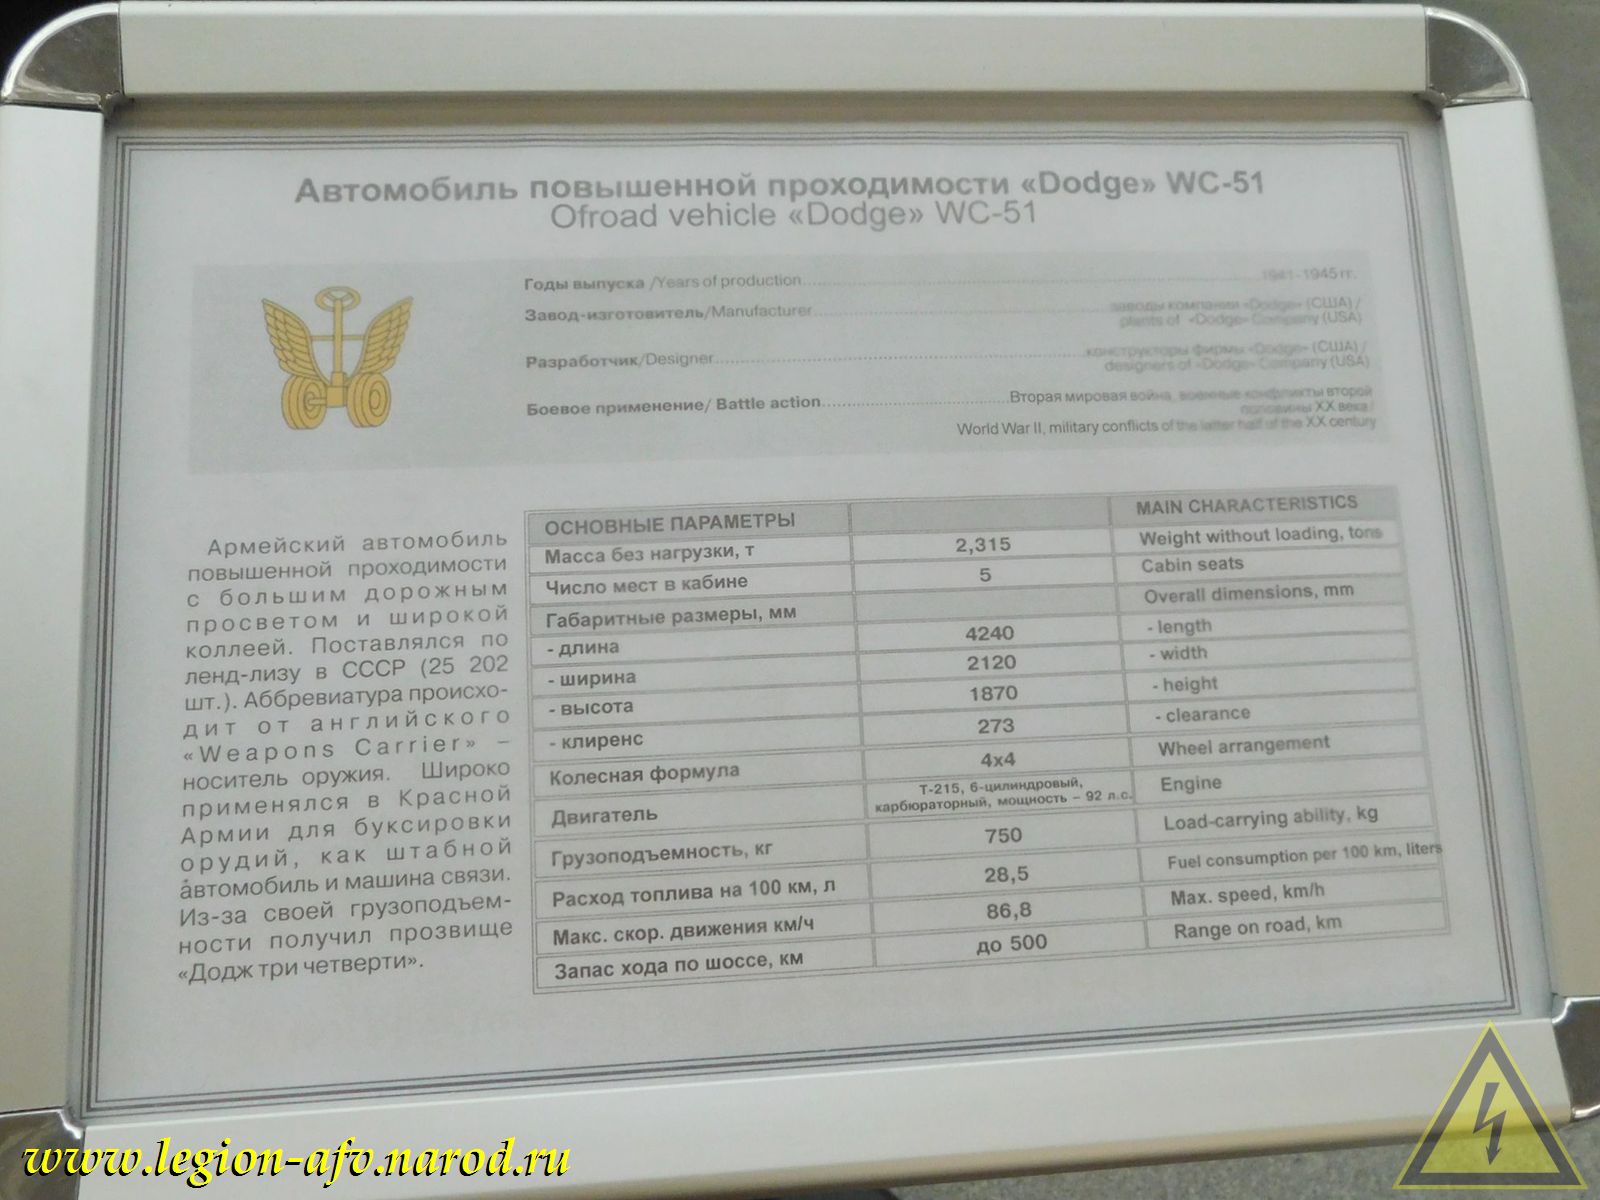 Автомобиль повышенной проходимости «Dodge» WC-51
Ofroad vehicle «Dodge» WC-51
Годы выпуска /Years of production 1941-1945 гг.
Завод-изготовитель/Manufacturer заводы компании «Dodge» (США) /
plants of «Dodge» Company (USA)
Разработчик/Designer конструкторы фирмы «Dodge» (США) /
designers of «Dodge» Company (USA)
Боевое применение/ Battle action Вторая мировая война, военные конфликты второй
половины XX века /
World War II, military conflicts of the latter half of the XX century
Армейский автомобиль
повышенной проходимости
с большим дорожным
просветом и широкой
коллеей. Поставлялся по
ленд-лизу в СССР (25 202
шт.). Аббревиатура происхо-
дит от английского
«Weapons Carrier» –
носитель оружия. Широко
применялся в Красной
Армии для буксировки
орудий, как штабной
автомобиль и машина связи.
Из-за своей грузоподъем-
ности получил прозвище
«Додж три четверти».
ОСНОВНЫЕ ПАРАМЕТРЫ MAIN CHARACTERISTICS
Масса без нагрузки, т 2,315 Weight without loading, tons
Число мест в кабине 5 Cabin seats
Габаритные размеры, мм Overall dimensions, mm
- длина 4240 - length
- ширина 2120 - width
- высота 1870 - height
- клиренс 273 - clearance
Колесная формула 4x4 Wheel arrangement
Двигатель Т-215, 6-цилиндровый, Engine
карбюраторный, мощность – 92 л.с.
Грузоподъемность, кг 750 Load-carrying ability, kg
Расход топлива на 100 км, л 28,5 Fuel consumption per 100 km, liters
Макс. скор. движения км/ч 86,8 Max. speed, km/h
Запас хода по шоссе, км до 500 Range on road, km
www.legion-afv.narod.ru